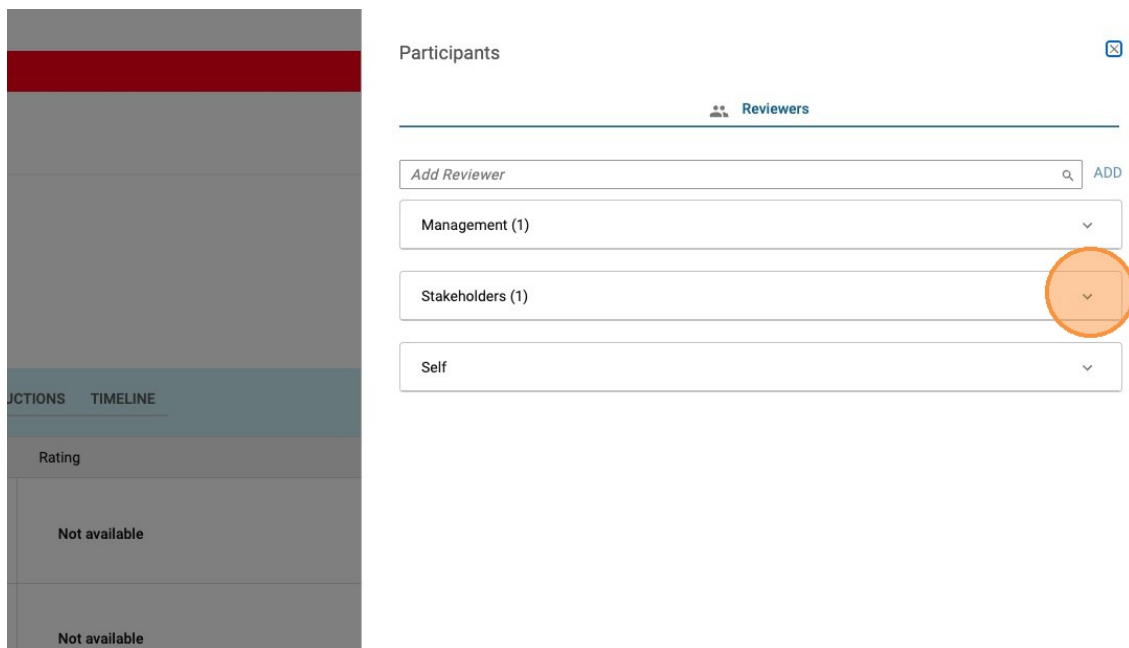 Participants
Reviewers
Add Reviewer
ADD
Management (1)
Stakeholders (1)
Self
UCTIONS TIMELINE
Rating
Not available
Not available